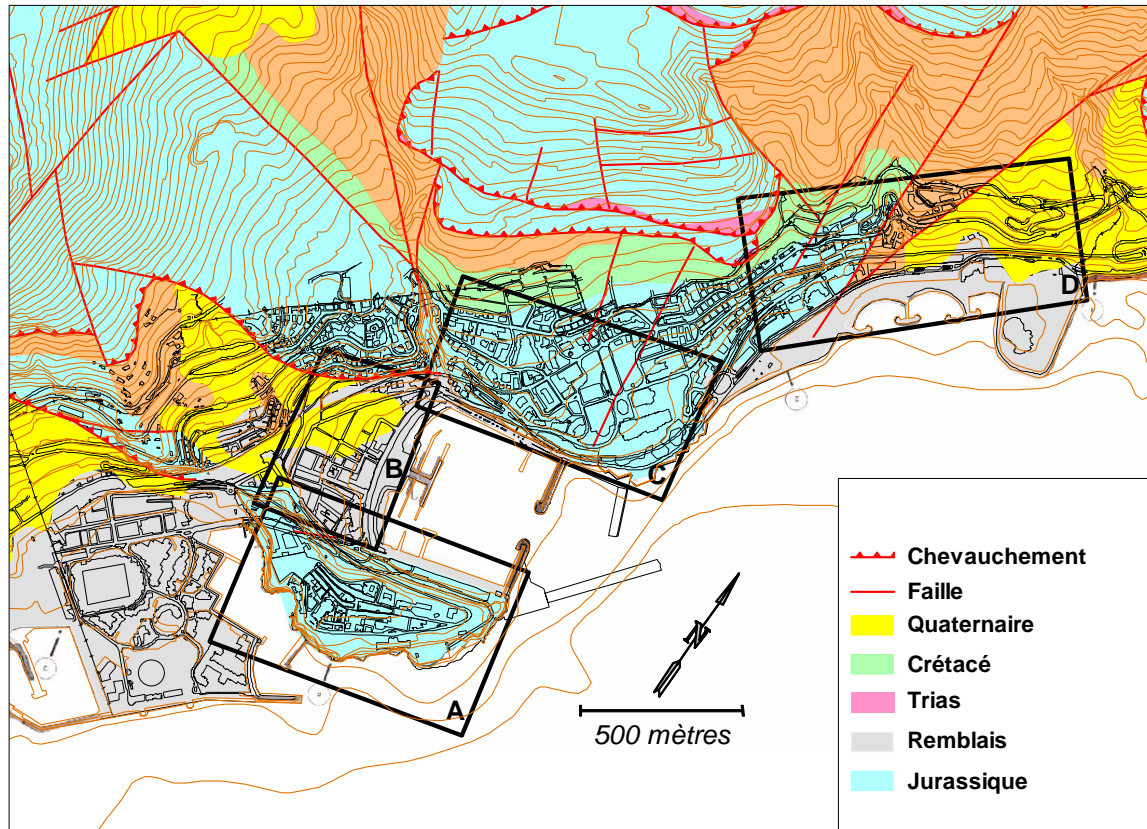 D
B
C
A
N
500 mètres
Chevauchement
Faille
Quaternaire
Crétacé
Trias
Remblais
Jurassique